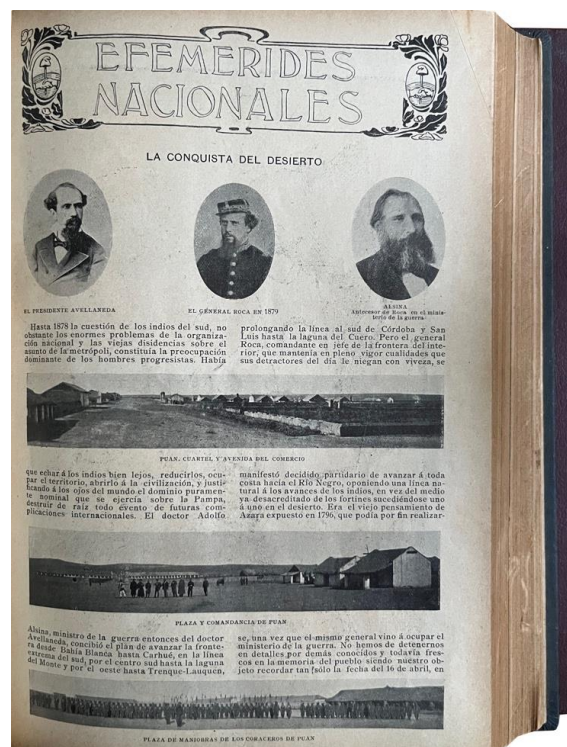 EFEMERIDES
NACIONALES
LA CONQUISTA DEL DESIERTO
EL PRESIDENTE AVELLANEDA
EL GENERAL ROCA EN 1879
ALSINA
Antecesor de Roca en el minis-
terio de la guerra
Hasta 1878 la cuestión de los indios del sud, no
obstante los enormes problemas de la organiza-
ción nacional y las viejas disidencias sobre el
asunto de la metrópoli, constituía la preocupación
dominante de los hombres progresistas. Había
prolongando la línea al sud de Córdoba y San
Luis hasta la laguna del Cuero. Pero el general
Roca, comandante en jefe de la frontera del inte-
rior, que mantenía en pleno vigor cualidades que
sus detractores del día le niegan con viveza, se
PUAN. CUARTEL Y AVENIDA DEL COMERCIO
que echar á los indios bien lejos, reducirlos, ocu-
par el territorio, abrirlo á la civilización, y justi-
ficando á los ojos del mundo el dominio puramen-
te nominal que se ejercía sobre la Pampa,
destruir de raíz todo evento de futuras com-
plicaciones internacionales. El doctor Adolfo
manifestó decidido partidario de avanzar á toda
costa hacia el Río Negro, oponiendo una línea na-
tural á los avances de los indios, en vez del medio
ya desacreditado de los fortines sucediéndose uno
á uno en el desierto. Era el viejo pensamiento de
Azara expuesto en 1796, que podía por fin realizar-
PLAZA Y COMANDANCIA DE PUAN
Alsina, ministro de la guerra entonces del doctor
Avellaneda, concibió el plan de avanzar la fronte-
ra desde Bahía Blanca hasta Carhué, en la línea
extrema del sud, por el centro sud hasta la laguna
del Monte y por el oeste hasta Trenque-Lauquen,
se, una vez que el mismo general vino á ocupar el
ministerio de la guerra. No hemos de detenernos
en detalles por demás conocidos y todavía fres-
cos en la memoria del pueblo siendo nuestro ob-
jeto recordar tan sólo la fecha del 16 de abril, en
PLAZA DE MANIOBRAS DE LOS CORACEROS DE PUAN